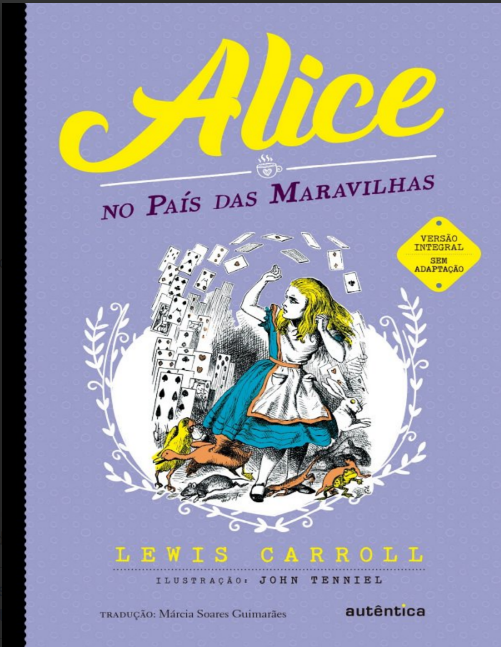 Alice
NO PAÍS DAS MARAVILHAS
VERSÃO
INTEGRAL
SEM
ADAPTAÇÃO
LEWIS CARROLL
ILUSTRAÇÃO: JOHN TENNIEL
TRADUÇÃO: Márcia Soares Guimarães
autêntica